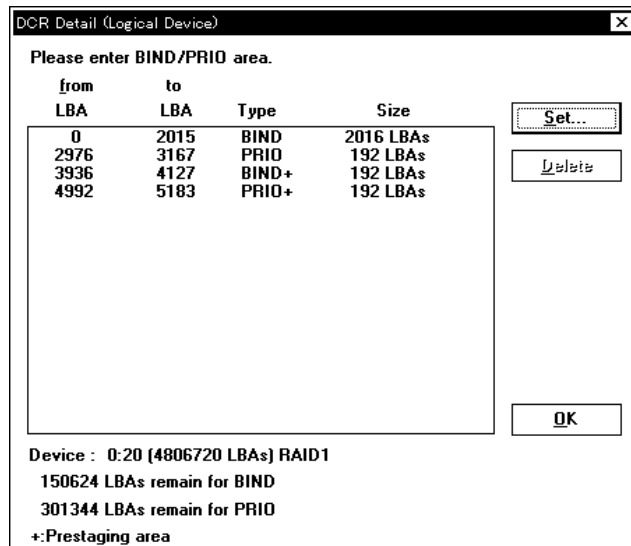 DCR Detail (Logical Device)
Please enter BIND/PRIO area.
from to
LBA LBA Type Size
0 2015 BIND 2016 LBAs
2976 3167 PRIO 192 LBAs
3936 4127 BIND+ 192 LBAs
4992 5183 PRIO+ 192 LBAs
Set...
Delete
OK
Device : 0:20 (4806720 LBAs) RAID1
150624 LBAs remain for BIND
301344 LBAs remain for PRIO
+:Prestaging area